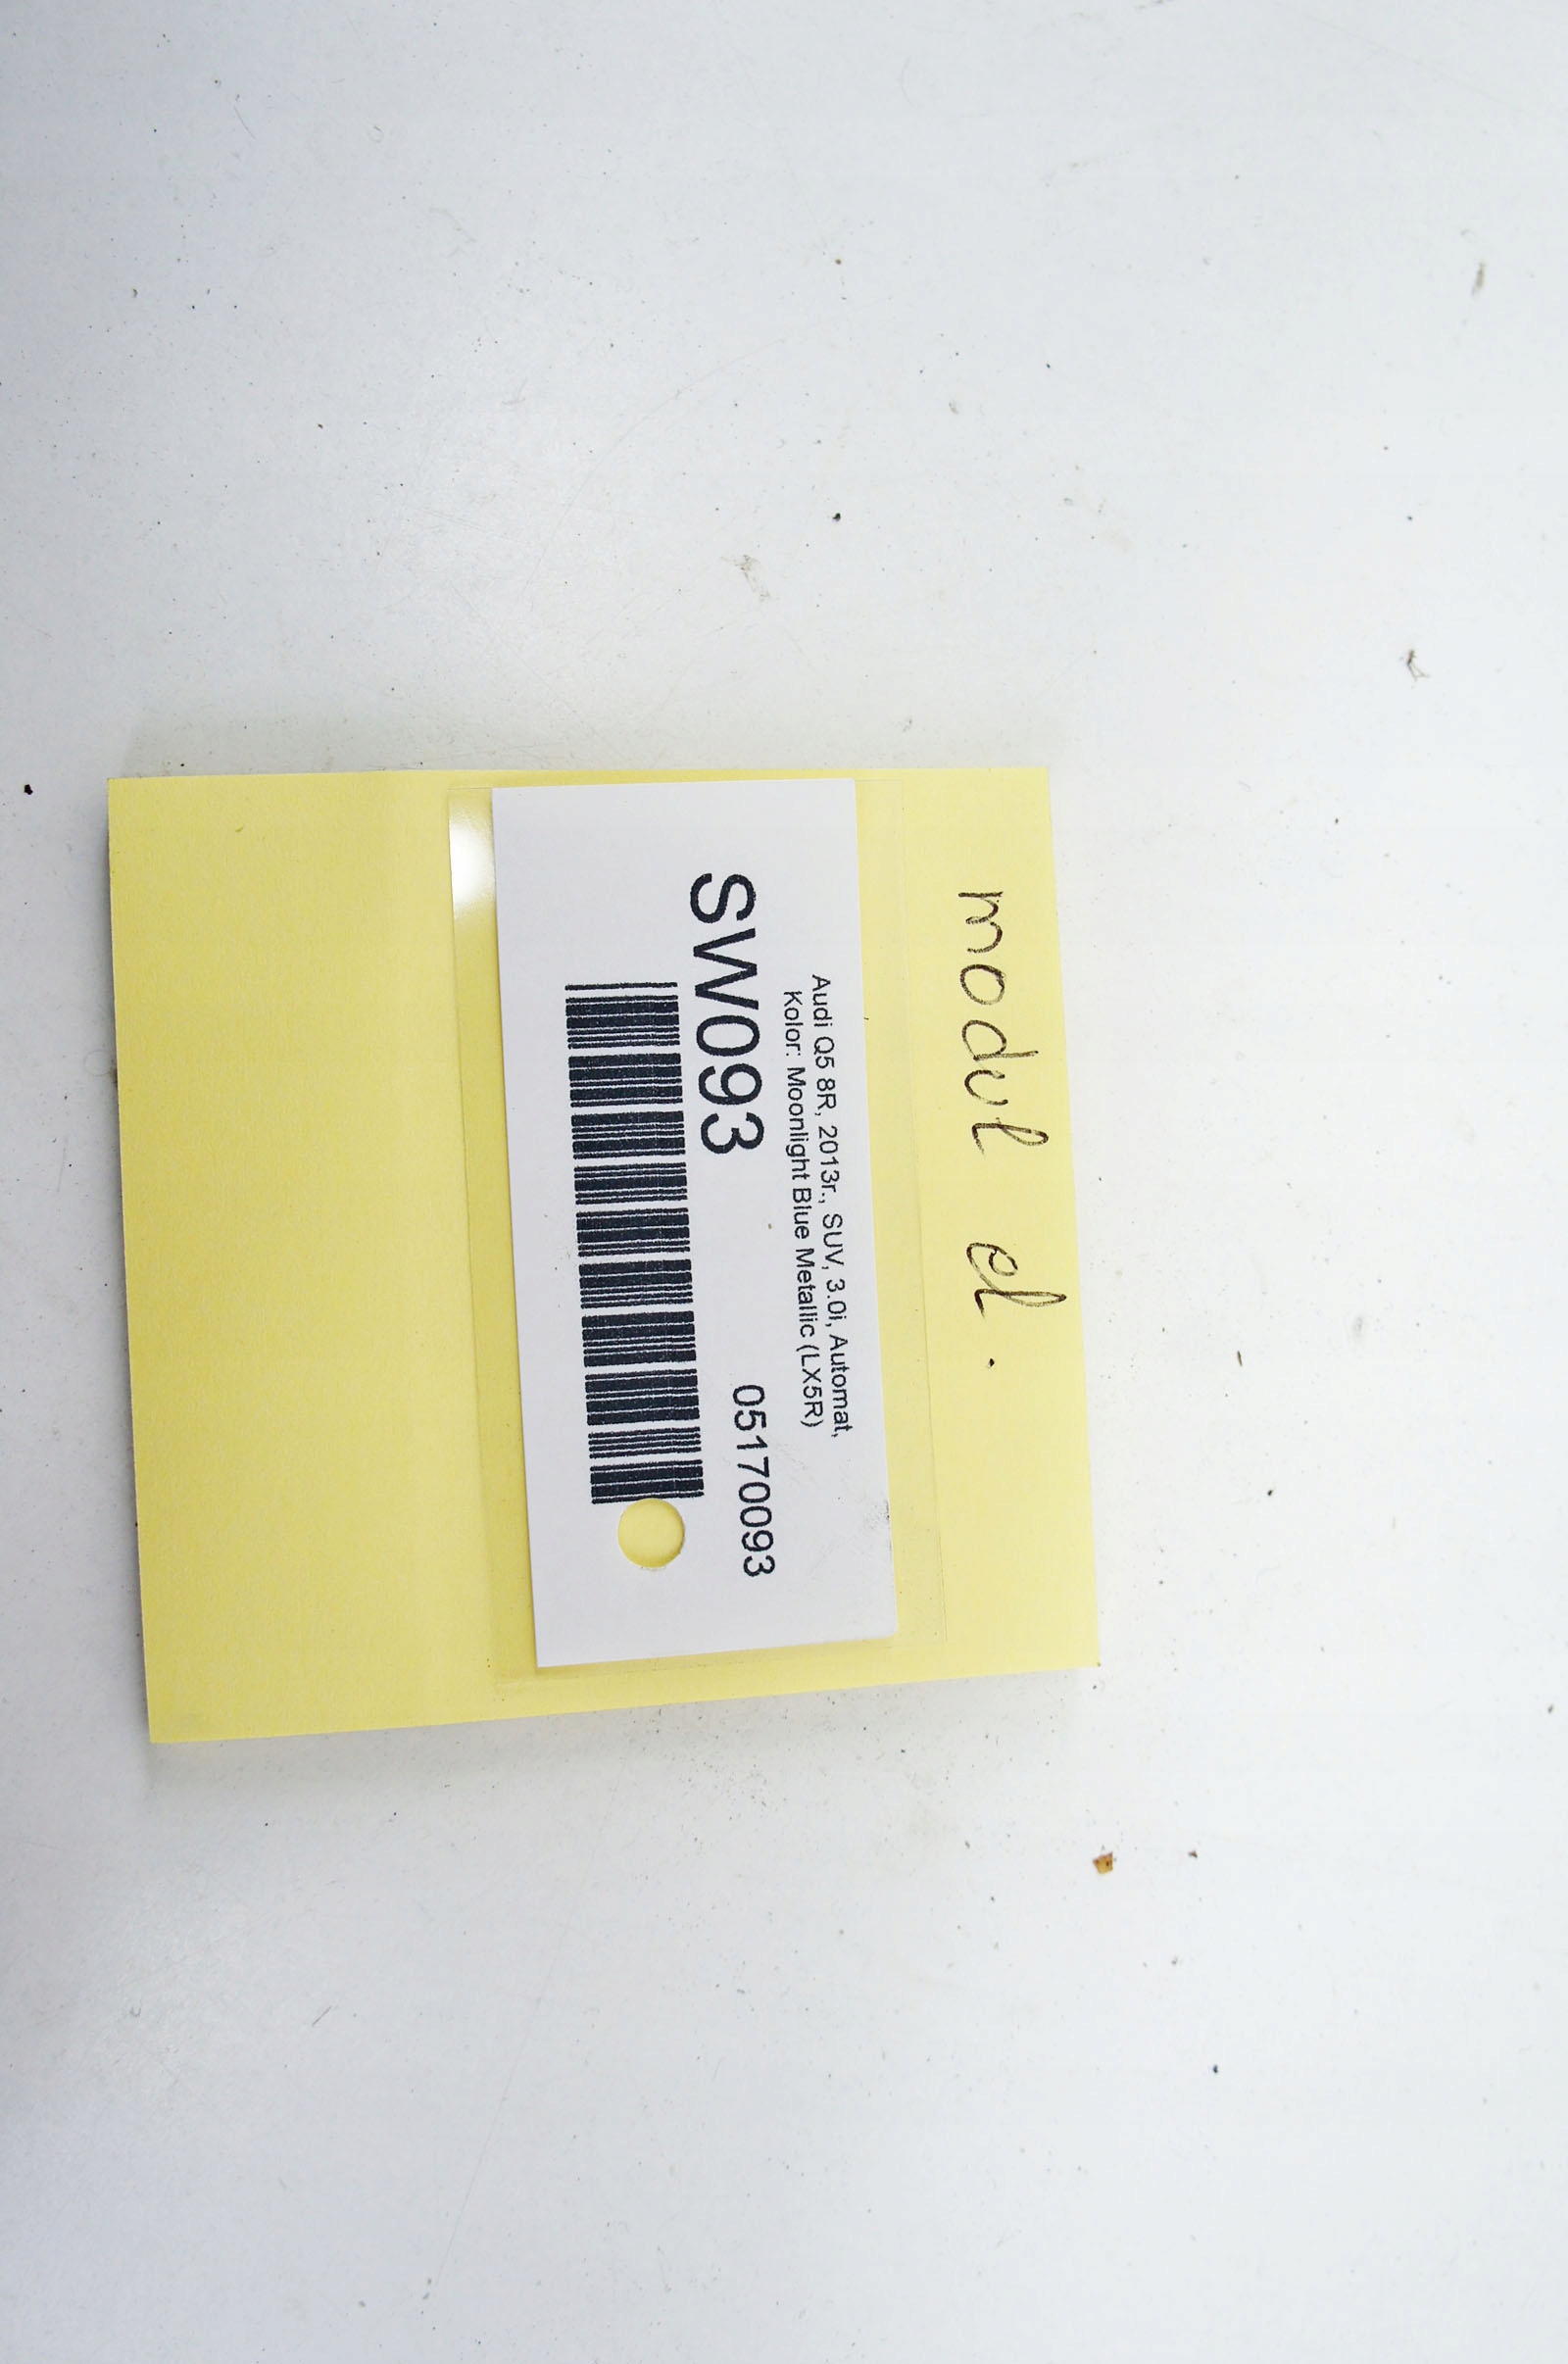 modul el.
Audi Q5 8R, 2013r., SUV, 3.0i, Automat,
Kolor: Moonlight Blue Metallic (LX5R)
SW093 05170093